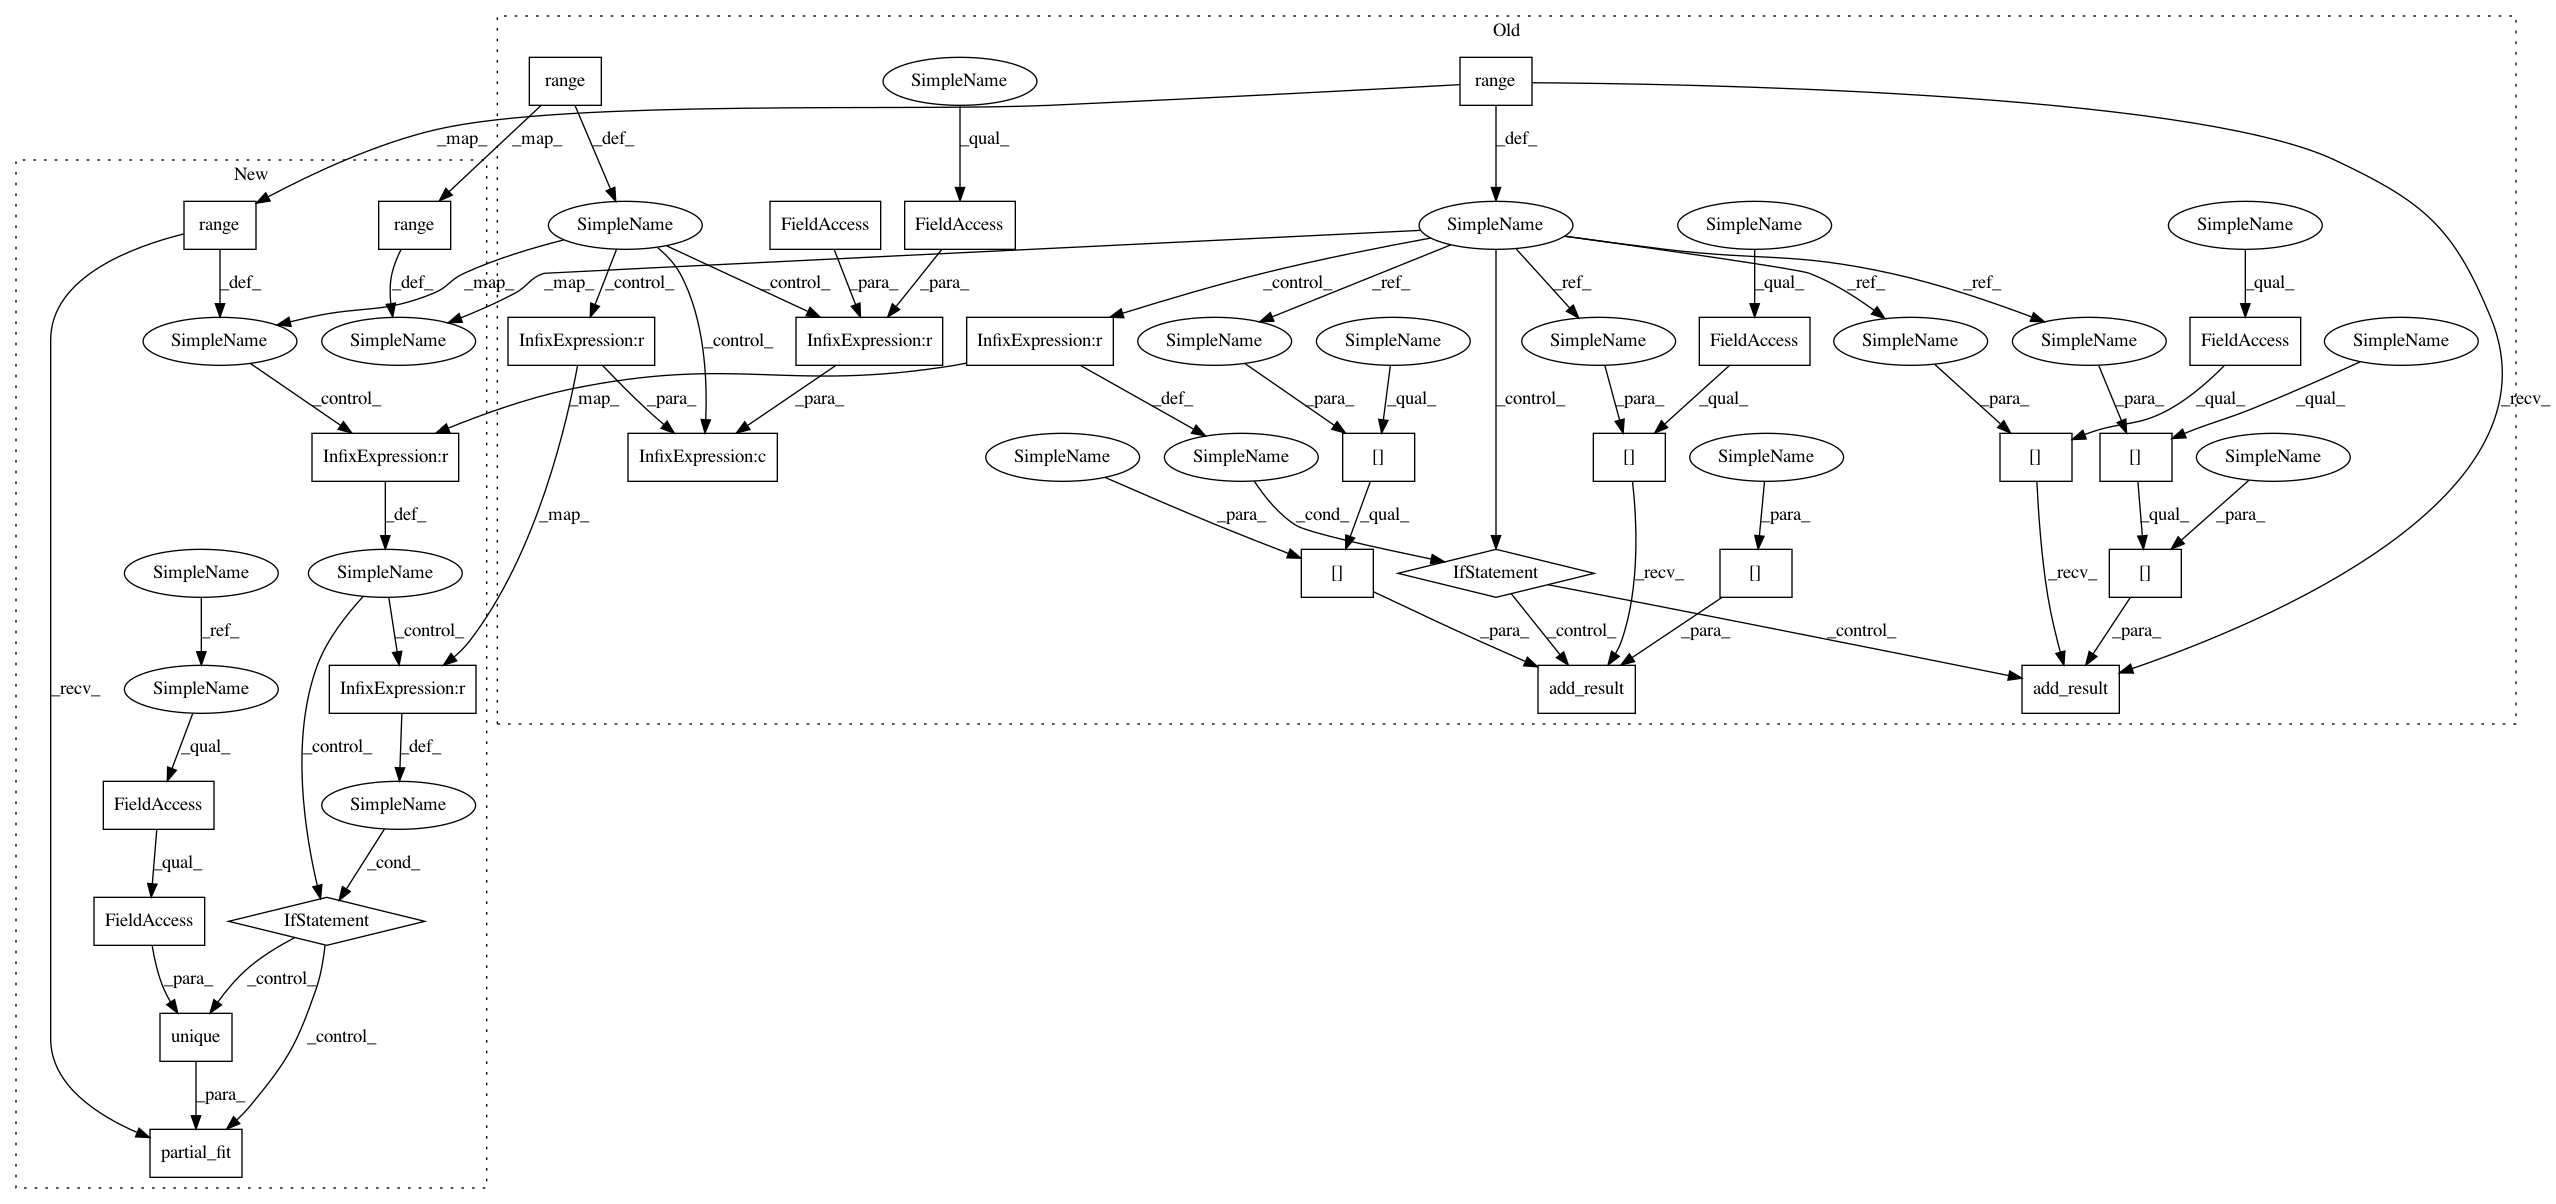 Old
range
SimpleName
range
_map_
_map_
_def_
_qual_
_def_
New
range
range
SimpleName
FieldAccess
FieldAccess
SimpleName
SimpleName
SimpleName
_def_
_def_
_map_
_map_
_control_
_control_
_para_
_para_
_control_
_ref_
_ref_
_qual_
_ref_
_ref_
_qual_
SimpleName
SimpleName
InfixExpression:r
_control_
InfixExpression:r
InfixExpression:r
SimpleName
SimpleName
SimpleName
FieldAccess
SimpleName
SimpleName
FieldAccess
SimpleName
_control_
_map_
_para_
_para_
_def_
_para_
_qual_
_control_
_para_
_qual_
_para_
_para_
_qual_
_qual_
_recv_
InfixExpression:r
InfixExpression:c
SimpleName
SimpleName
[]
[]
SimpleName
[]
[]
SimpleName
_def_
_map_
_para_
_cond_
_qual_
_para_
_qual_
_para_
SimpleName
SimpleName
[]
IfStatement
_recv_
[]
_recv_
[]
_ref_
_control_
_para_
_control_
_para_
_control_
_para_
_recv_
SimpleName
InfixExpression:r
add_result
add_result
_qual_
_control_
_def_
FieldAccess
SimpleName
_qual_
_cond_
FieldAccess
IfStatement
_para_
_control_
unique
_control_
_para_
partial_fit